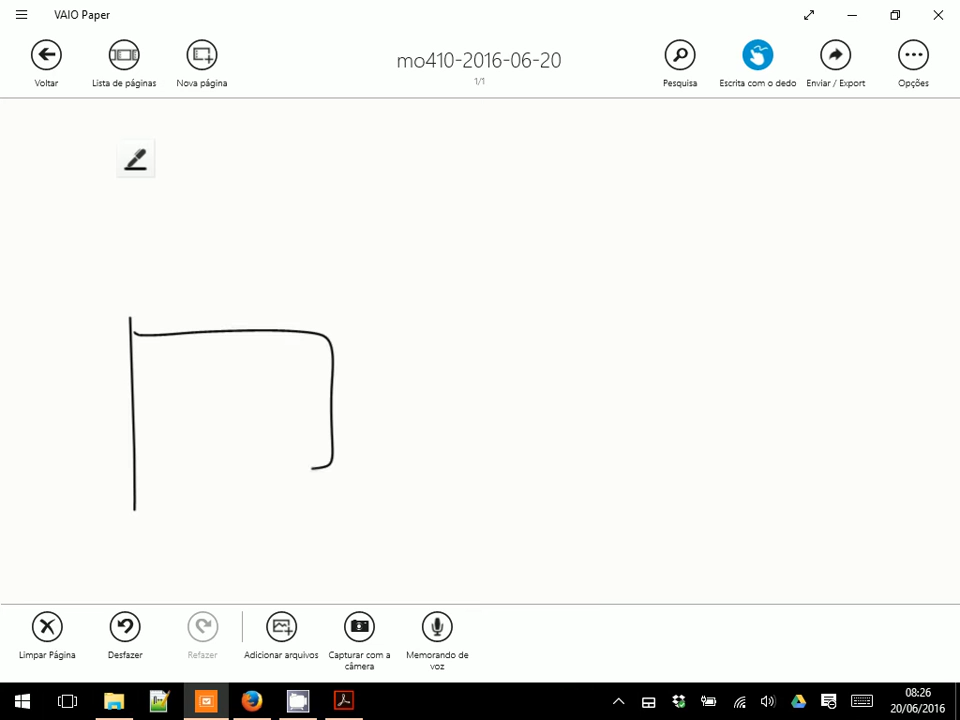 VAIO Paper
Voltar
Lista de páginas
Nova página
mo410-2016-06-20
1/1
Pesquisa
Escrita com o dedo
Enviar / Export
Opções
Limpar Página
Desfazer
Refazer
Adicionar arquivos
Capturar com a
câmera
Memorando de
voz
08:26
20/06/2016